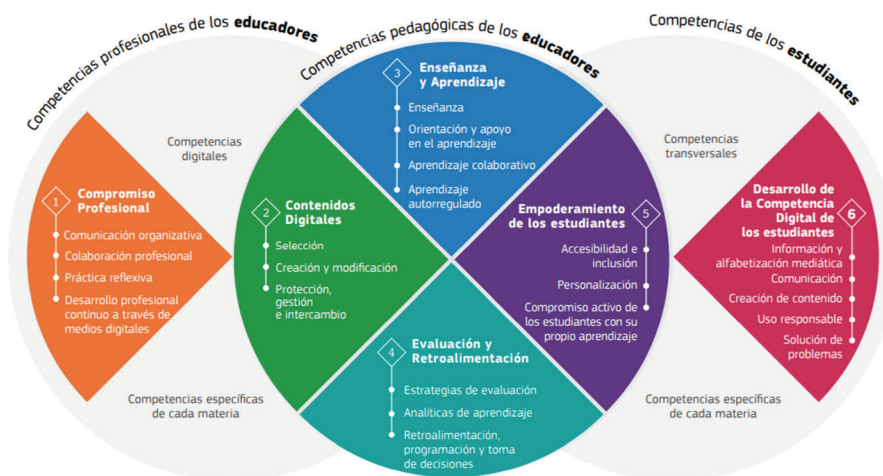 Competencias profesionales de los educadores
Competencias pedagógicas de los educadores
Competencias de los
estudiantes
Competencias
digitales
1
Compromiso
Profesional
Comunicación organizativa
Colaboración profesional
Práctica reflexiva
Desarrollo profesional
continuo a través de
medios digitales
Competencias específicas
de cada materia
2
Contenidos
Digitales
Selección
Creación y modificación
Protección,
gestión
e intercambio
3
Enseñanza
y Aprendizaje
Enseñanza
Orientación y apoyo
en el aprendizaje
Aprendizaje colaborativo
Aprendizaje
autorregulado
4
Evaluación y
Retroalimentación
Estrategias de evaluación
Analíticas de aprendizaje
Retroalimentación,
programación y toma
de decisiones
Empoderamiento
de los estudiantes
5
Accesibilidad e
inclusión
Personalización
Compromiso activo de
los estudiantes con su
propio aprendizaje
Competencias
transversales
Desarrollo de
la Competencia
Digital de
los estudiantes
6
Información y
alfabetización mediática
Comunicación
Creación de contenido
Uso responsable
Solución de
problemas
Competencias específicas
de cada materia